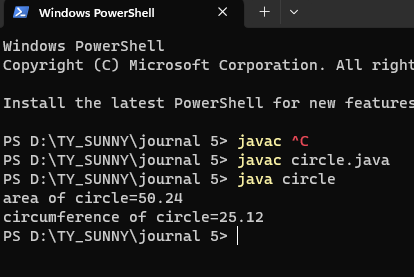 Windows PowerShell
Windows PowerShell
Copyright (C) Microsoft Corporation. All right
Install the latest PowerShell for new features
PS D:\TY_SUNNY\journal 5> javac ^C
PS D:\TY_SUNNY\journal 5> javac circle.java
PS D:\TY_SUNNY\journal 5> java circle
area of circle=50.24
circumference of circle=25.12
PS D:\TY_SUNNY\journal 5>